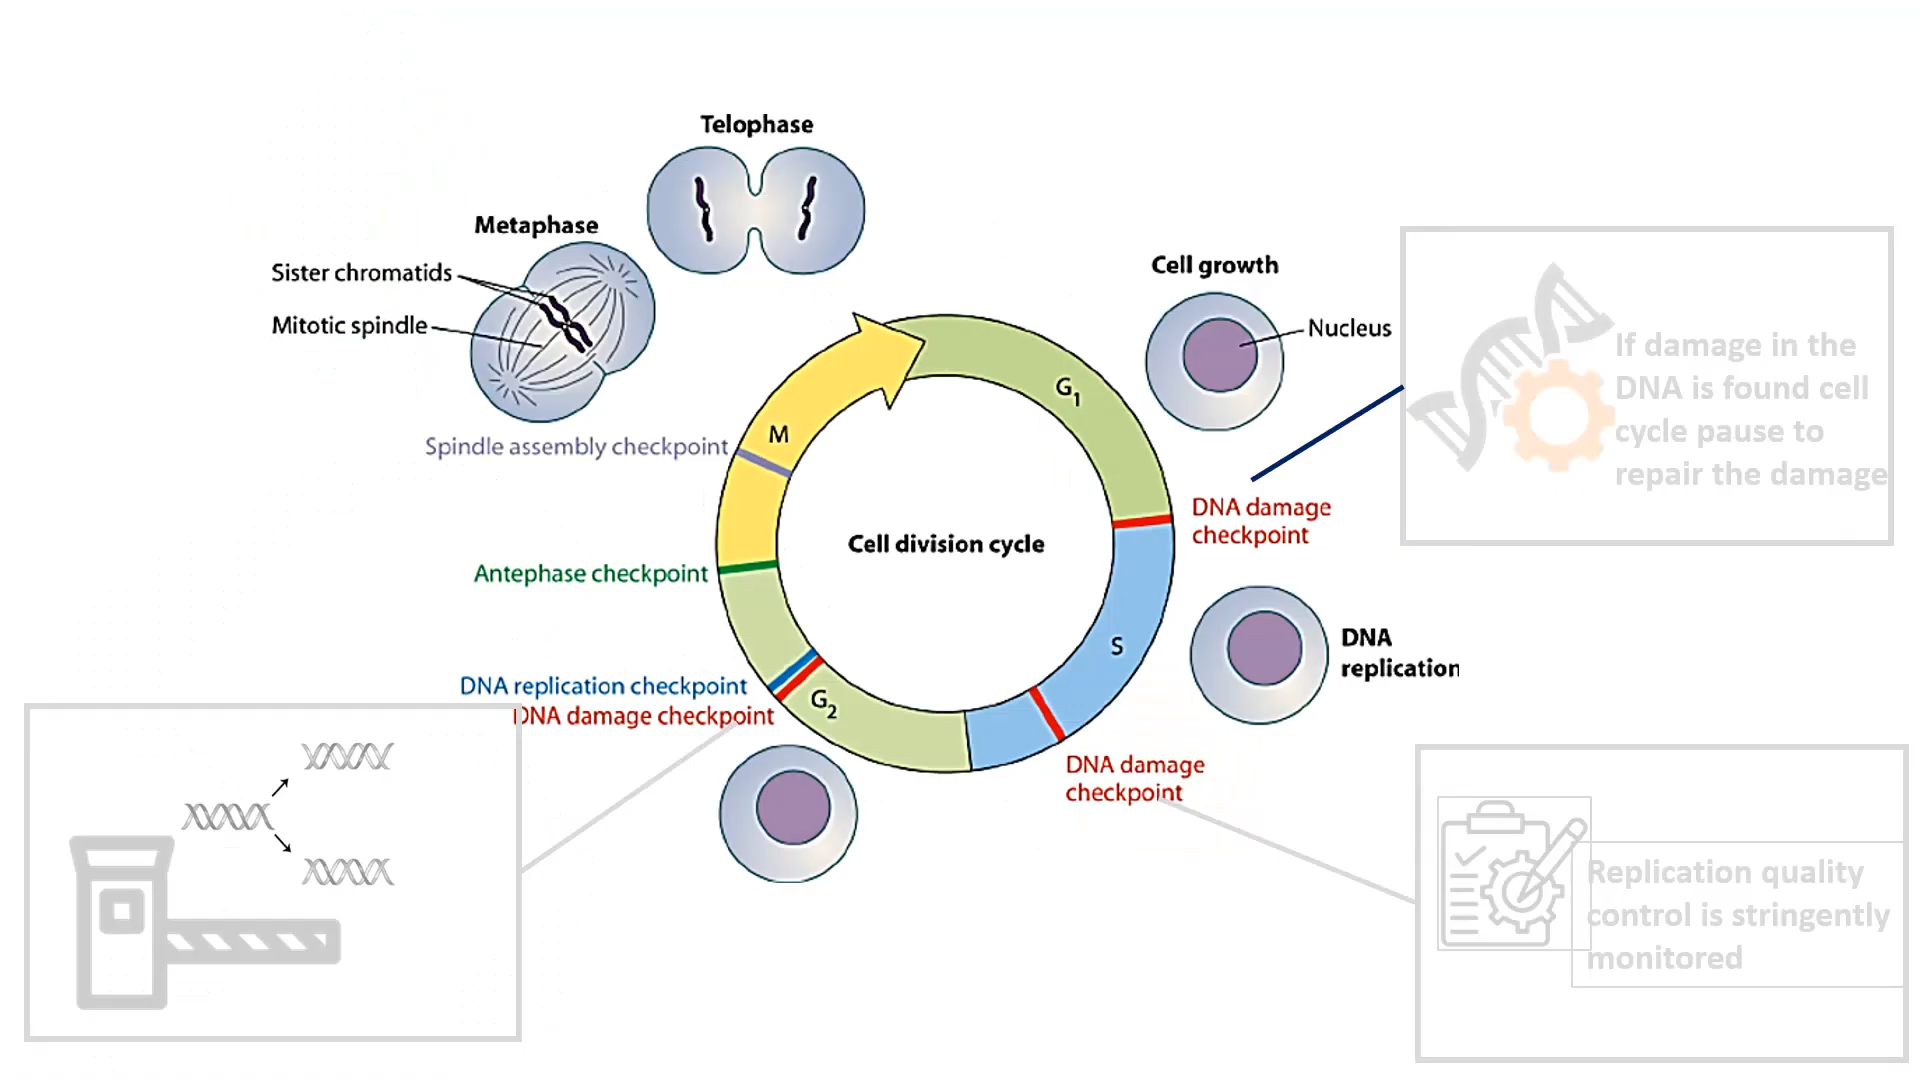 Telophase
Metaphase
Sister chromatids
Mitotic spindle
Cell growth
Nucleus
If damage in the
DNA is found cell
cycle pause to
repair the damage
G1
M
Spindle assembly checkpoint
DNA damage
checkpoint
Cell division cycle
Antephase checkpoint
S
DNA
replication
DNA replication checkpoint
DNA damage checkpoint
G2
DNA damage
checkpoint
Replication quality
control is stringently
monitored